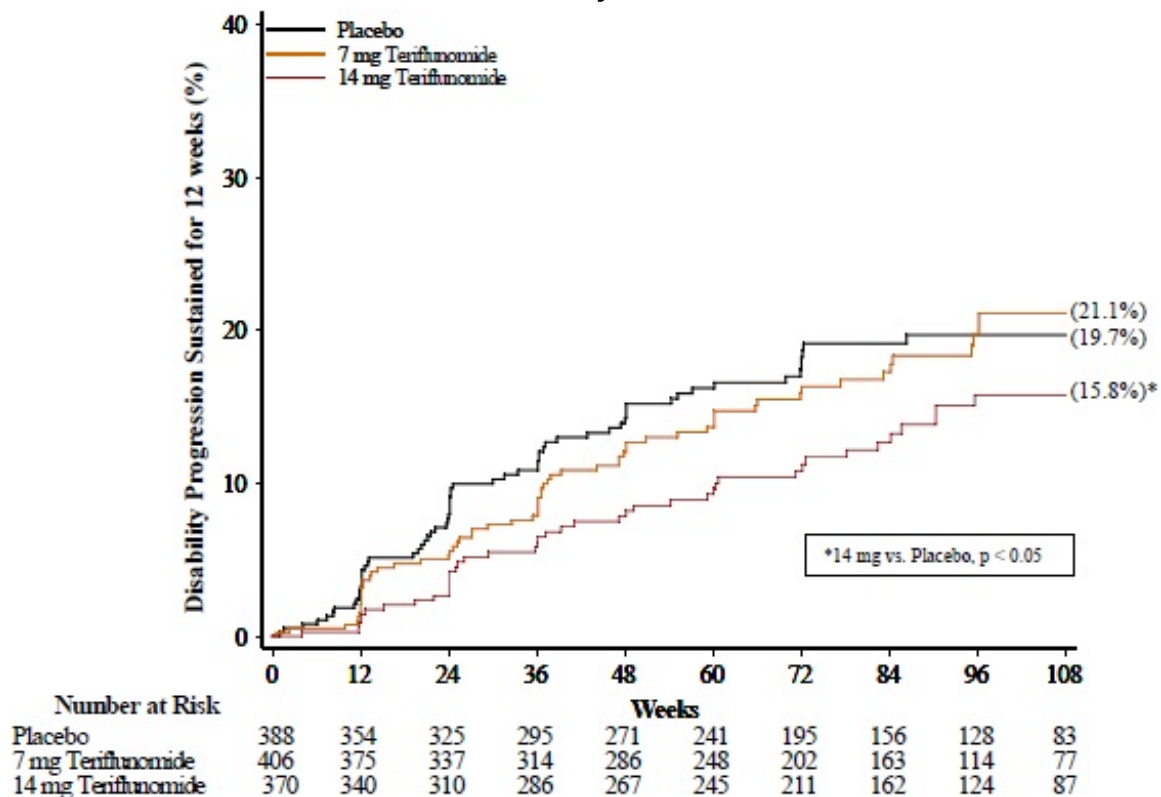 Placebo
7 mg Teriflunomide
14 mg Teriflunomide
Disability Progression Sustained for 12 weeks (%)
40
30
20
10
0
(21.1%)
(19.7%)
(15.8%)*
*14 mg vs. Placebo, p < 0.05
0 12 24 36 48 60 72 84 96 108
Weeks
Number at Risk
Placebo 388 354 325 295 271 241 195 156 128 83
7 mg Teriflunomide 406 375 337 314 286 248 202 163 114 77
14 mg Teriflunomide 370 340 310 286 267 245 211 162 124 87